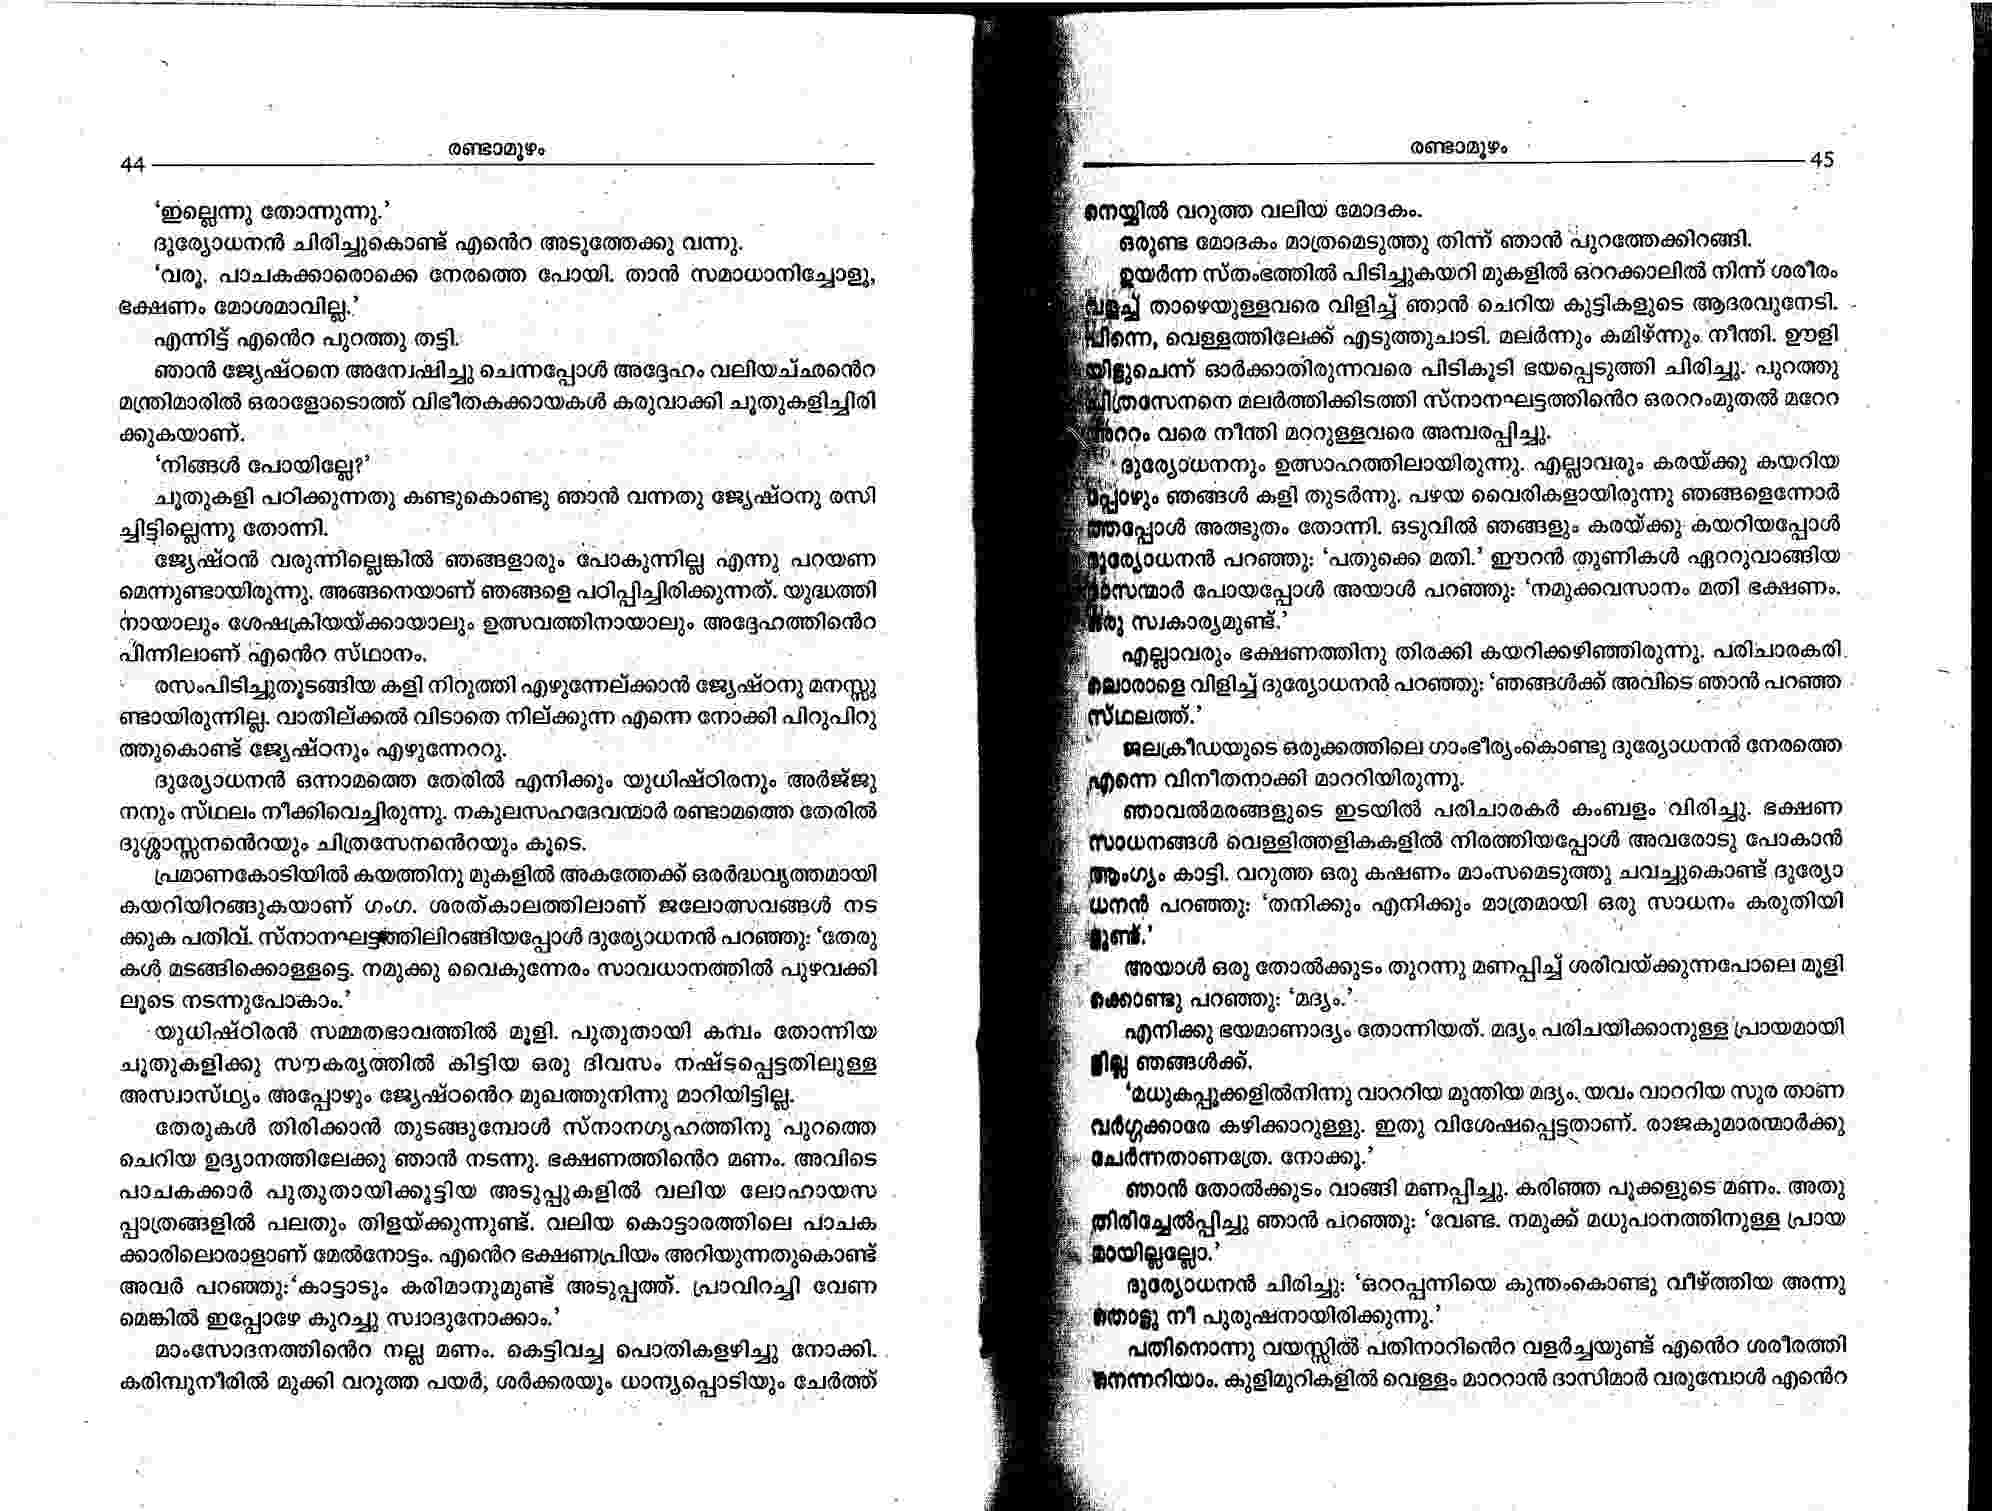 രണ്ടാമൂഴം
44
‘ഇല്ലെന്നു തോന്നുന്നു.’
ദുര്യോധനൻ ചിരിച്ചുകൊണ്ട് എന്റെ അടുത്തേക്കു വന്നു.
‘വരൂ. പാചകക്കാരൊക്കെ നേരത്തെ പോയി. താൻ സമാധാനിച്ചോളൂ,
ഭക്ഷണം മോശമാവില്ല.’
എന്നിട്ട് എന്റെ പുറത്തു തട്ടി.
ഞാൻ ജ്യേഷ്ഠനെ അന്വേഷിച്ചു ചെന്നപ്പോൾ അദ്ദേഹം വലിയച്ഛന്റെ
മന്ത്രിമാരിൽ ഒരാളോടൊത്ത് വിഭീതകക്കായകൾ കരുവാക്കി ചൂതുകളിച്ചിരി
ക്കുകയാണ്.
‘നിങ്ങൾ പോയില്ലേ?’
ചൂതുകളി പഠിക്കുന്നതു കണ്ടുകൊണ്ടു ഞാൻ വന്നതു ജ്യേഷ്ഠനു രസി
ച്ചിട്ടില്ലെന്നു തോന്നി.
ജ്യേഷ്ഠൻ വരുന്നില്ലെങ്കിൽ ഞങ്ങളാരും പോകുന്നില്ല എന്നു പറയണ
മെന്നുണ്ടായിരുന്നു. അങ്ങനെയാണ് ഞങ്ങളെ പഠിപ്പിച്ചിരിക്കുന്നത്. യുദ്ധത്തി
നായാലും ശേഷക്രിയയ്ക്കായാലും ഉത്സവത്തിനായാലും അദ്ദേഹത്തിന്റെ
പിന്നിലാണ് എന്റെ സ്ഥാനം.
രസംപിടിച്ചുതുടങ്ങിയ കളി നിറുത്തി എഴുന്നേല്ക്കാൻ ജ്യേഷ്ഠനു മനസ്സു
ണ്ടായിരുന്നില്ല. വാതില്ക്കൽ വിടാതെ നില്ക്കുന്ന എന്നെ നോക്കി പിറുപിറു
ത്തുകൊണ്ട് ജ്യേഷ്ഠനും എഴുന്നേററു.
ദുര്യോധനൻ ഒന്നാമത്തെ തേരിൽ എനിക്കും യുധിഷ്ഠിരനും അർജ്ജു
നനും സ്ഥലം നീക്കിവെച്ചിരുന്നു. നകുലസഹദേവന്മാർ രണ്ടാമത്തെ തേരിൽ
ദുശ്ശാസ്സനന്റെയും ചിത്രസേനന്റെയും കൂടെ.
പ്രമാണകോടിയിൽ കയത്തിനു മുകളിൽ അകത്തേക്ക് ഒരർദ്ധവൃത്തമായി
കയറിയിറങ്ങുകയാണ് ഗംഗ. ശരത്കാലത്തിലാണ് ജലോത്സവങ്ങൾ നട
ക്കുക പതിവ്. സ്നാനഘട്ടത്തിലിറങ്ങിയപ്പോൾ ദുര്യോധനൻ പറഞ്ഞു: ‘തേരു
കൾ മടങ്ങിക്കൊള്ളട്ടെ. നമുക്കു വൈകുന്നേരം സാവധാനത്തിൽ പുഴവക്കി
ലൂടെ നടന്നുപോകാം.’
യുധിഷ്ഠിരൻ സമ്മതഭാവത്തിൽ മൂളി. പുതുതായി കമ്പം തോന്നിയ
ചൂതുകളിക്കു സൗകര്യത്തിൽ കിട്ടിയ ഒരു ദിവസം നഷ്ടപ്പെട്ടതിലുള്ള
അസ്വാസ്ഥ്യം അപ്പോഴും ജ്യേഷ്ഠന്റെ മുഖത്തുനിന്നു മാറിയിട്ടില്ല.
തേരുകൾ തിരിക്കാൻ തുടങ്ങുമ്പോൾ സ്നാനഗൃഹത്തിനു പുറത്തെ
ചെറിയ ഉദ്യാനത്തിലേക്കു ഞാൻ നടന്നു. ഭക്ഷണത്തിന്റെ മണം. അവിടെ
പാചകക്കാർ പുതുതായിക്കൂട്ടിയ അടുപ്പുകളിൽ വലിയ ലോഹായസ
പ്പാത്രങ്ങളിൽ പലതും തിളയ്ക്കുന്നുണ്ട്. വലിയ കൊട്ടാരത്തിലെ പാചക
ക്കാരിലൊരാളാണ് മേൽനോട്ടം. എന്റെ ഭക്ഷണപ്രിയം അറിയുന്നതുകൊണ്ട്
അവർ പറഞ്ഞു:‘കാട്ടാടും കരിമാനുമുണ്ട് അടുപ്പത്ത്. പ്രാവിറച്ചി വേണ
മെങ്കിൽ ഇപ്പോഴേ കുറച്ചു സ്വാദുനോക്കാം.’
മാംസോദനത്തിന്റെ നല്ല മണം. കെട്ടിവച്ച പൊതികളഴിച്ചു നോക്കി.
കരിമ്പുനീരിൽ മുക്കി വറുത്ത പയർ, ശർക്കരയും ധാന്യപ്പൊടിയും ചേർത്ത്
രണ്ടാമൂഴം
45
നെയ്യിൽ വറുത്ത വലിയ മോദകം.
ഒരുണ്ട മോദകം മാത്രമെടുത്തു തിന്ന് ഞാൻ പുറത്തേക്കിറങ്ങി.
ഉയർന്ന സ്തംഭത്തിൽ പിടിച്ചുകയറി മുകളിൽ ഒററക്കാലിൽ നിന്ന് ശരീരം
വളച്ച് താഴെയുള്ളവരെ വിളിച്ച് ഞാൻ ചെറിയ കുട്ടികളുടെ ആദരവുനേടി.
പിന്നെ, വെള്ളത്തിലേക്ക് എടുത്തുചാടി. മലർന്നും കമിഴ്ന്നും നീന്തി. ഊളി
യിട്ടുചെന്ന് ഓർക്കാതിരുന്നവരെ പിടികൂടി ഭയപ്പെടുത്തി ചിരിച്ചു. പുറത്തു
ചിത്രസേനനെ മലർത്തിക്കിടത്തി സ്നാനഘട്ടത്തിന്റെ ഒരററംമുതൽ മറേറ
അററം വരെ നീന്തി മററുള്ളവരെ അമ്പരപ്പിച്ചു.
ദുര്യോധനനും ഉത്സാഹത്തിലായിരുന്നു. എല്ലാവരും കരയ്ക്കു കയറിയ
പ്പോഴും ഞങ്ങൾ കളി തുടർന്നു. പഴയ വൈരികളായിരുന്നു ഞങ്ങളെന്നോർ
ത്തപ്പോൾ അത്ഭുതം തോന്നി. ഒടുവിൽ ഞങ്ങളും കരയ്ക്കു കയറിയപ്പോൾ
ദുര്യോധനൻ പറഞ്ഞു: ‘പതുക്കെ മതി.’ ഈറൻ തുണികൾ ഏററുവാങ്ങിയ
ദാസന്മാർ പോയപ്പോൾ അയാൾ പറഞ്ഞു: ‘നമുക്കവസാനം മതി ഭക്ഷണം.
ഒരു സ്വകാര്യമുണ്ട്.’
എല്ലാവരും ഭക്ഷണത്തിനു തിരക്കി കയറിക്കഴിഞ്ഞിരുന്നു. പരിചാരകരി
ലൊരാളെ വിളിച്ച് ദുര്യോധനൻ പറഞ്ഞു: ‘ഞങ്ങൾക്ക് അവിടെ ഞാൻ പറഞ്ഞ
സ്ഥലത്ത്.’
ജലക്രീഡയുടെ ഒരുക്കത്തിലെ ഗാംഭീര്യംകൊണ്ടു ദുര്യോധനൻ നേരത്തെ
എന്നെ വിനീതനാക്കി മാററിയിരുന്നു.
ഞാവൽമരങ്ങളുടെ ഇടയിൽ പരിചാരകർ കംബളം വിരിച്ചു. ഭക്ഷണ
സാധനങ്ങൾ വെള്ളിത്തളികകളിൽ നിരത്തിയപ്പോൾ അവരോടു പോകാൻ
ആംഗ്യം കാട്ടി. വറുത്ത ഒരു കഷണം മാംസമെടുത്തു ചവച്ചുകൊണ്ട് ദുര്യോ
ധനൻ പറഞ്ഞു: ‘തനിക്കും എനിക്കും മാത്രമായി ഒരു സാധനം കരുതിയി
ട്ടുണ്ട്.’
അയാൾ ഒരു തോൽക്കുടം തുറന്നു മണപ്പിച്ച് ശരിവയ്ക്കുന്നപോലെ മൂളി
ക്കൊണ്ടു പറഞ്ഞു: ‘മദ്യം.’
എനിക്കു ഭയമാണാദ്യം തോന്നിയത്. മദ്യം പരിചയിക്കാനുള്ള പ്രായമായി
ട്ടില്ല ഞങ്ങൾക്ക്.
‘മധുകപ്പൂക്കളിൽനിന്നു വാററിയ മുന്തിയ മദ്യം. യവം വാററിയ സുര താണ
വർഗ്ഗക്കാരേ കഴിക്കാറുള്ളു. ഇതു വിശേഷപ്പെട്ടതാണ്. രാജകുമാരന്മാർക്കു
ചേർന്നതാണത്രേ. നോക്കൂ.’
ഞാൻ തോൽക്കുടം വാങ്ങി മണപ്പിച്ചു. കരിഞ്ഞ പൂക്കളുടെ മണം. അതു
തിരിച്ചേൽപ്പിച്ചു ഞാൻ പറഞ്ഞു: ‘വേണ്ട. നമുക്ക് മധുപാനത്തിനുള്ള പ്രായ
മായില്ലല്ലോ.’
ദുര്യോധനൻ ചിരിച്ചു: ‘ഒററപ്പന്നിയെ കുന്തംകൊണ്ടു വീഴ്ത്തിയ അന്നു
തൊട്ടു നീ പുരുഷനായിരിക്കുന്നു.’
പതിനൊന്നു വയസ്സിൽ പതിനാറിന്റെ വളർച്ചയുണ്ട് എന്റെ ശരീരത്തി
നെന്നറിയാം. കുളിമുറികളിൽ വെള്ളം മാററാൻ ദാസിമാർ വരുമ്പോൾ എന്റെ